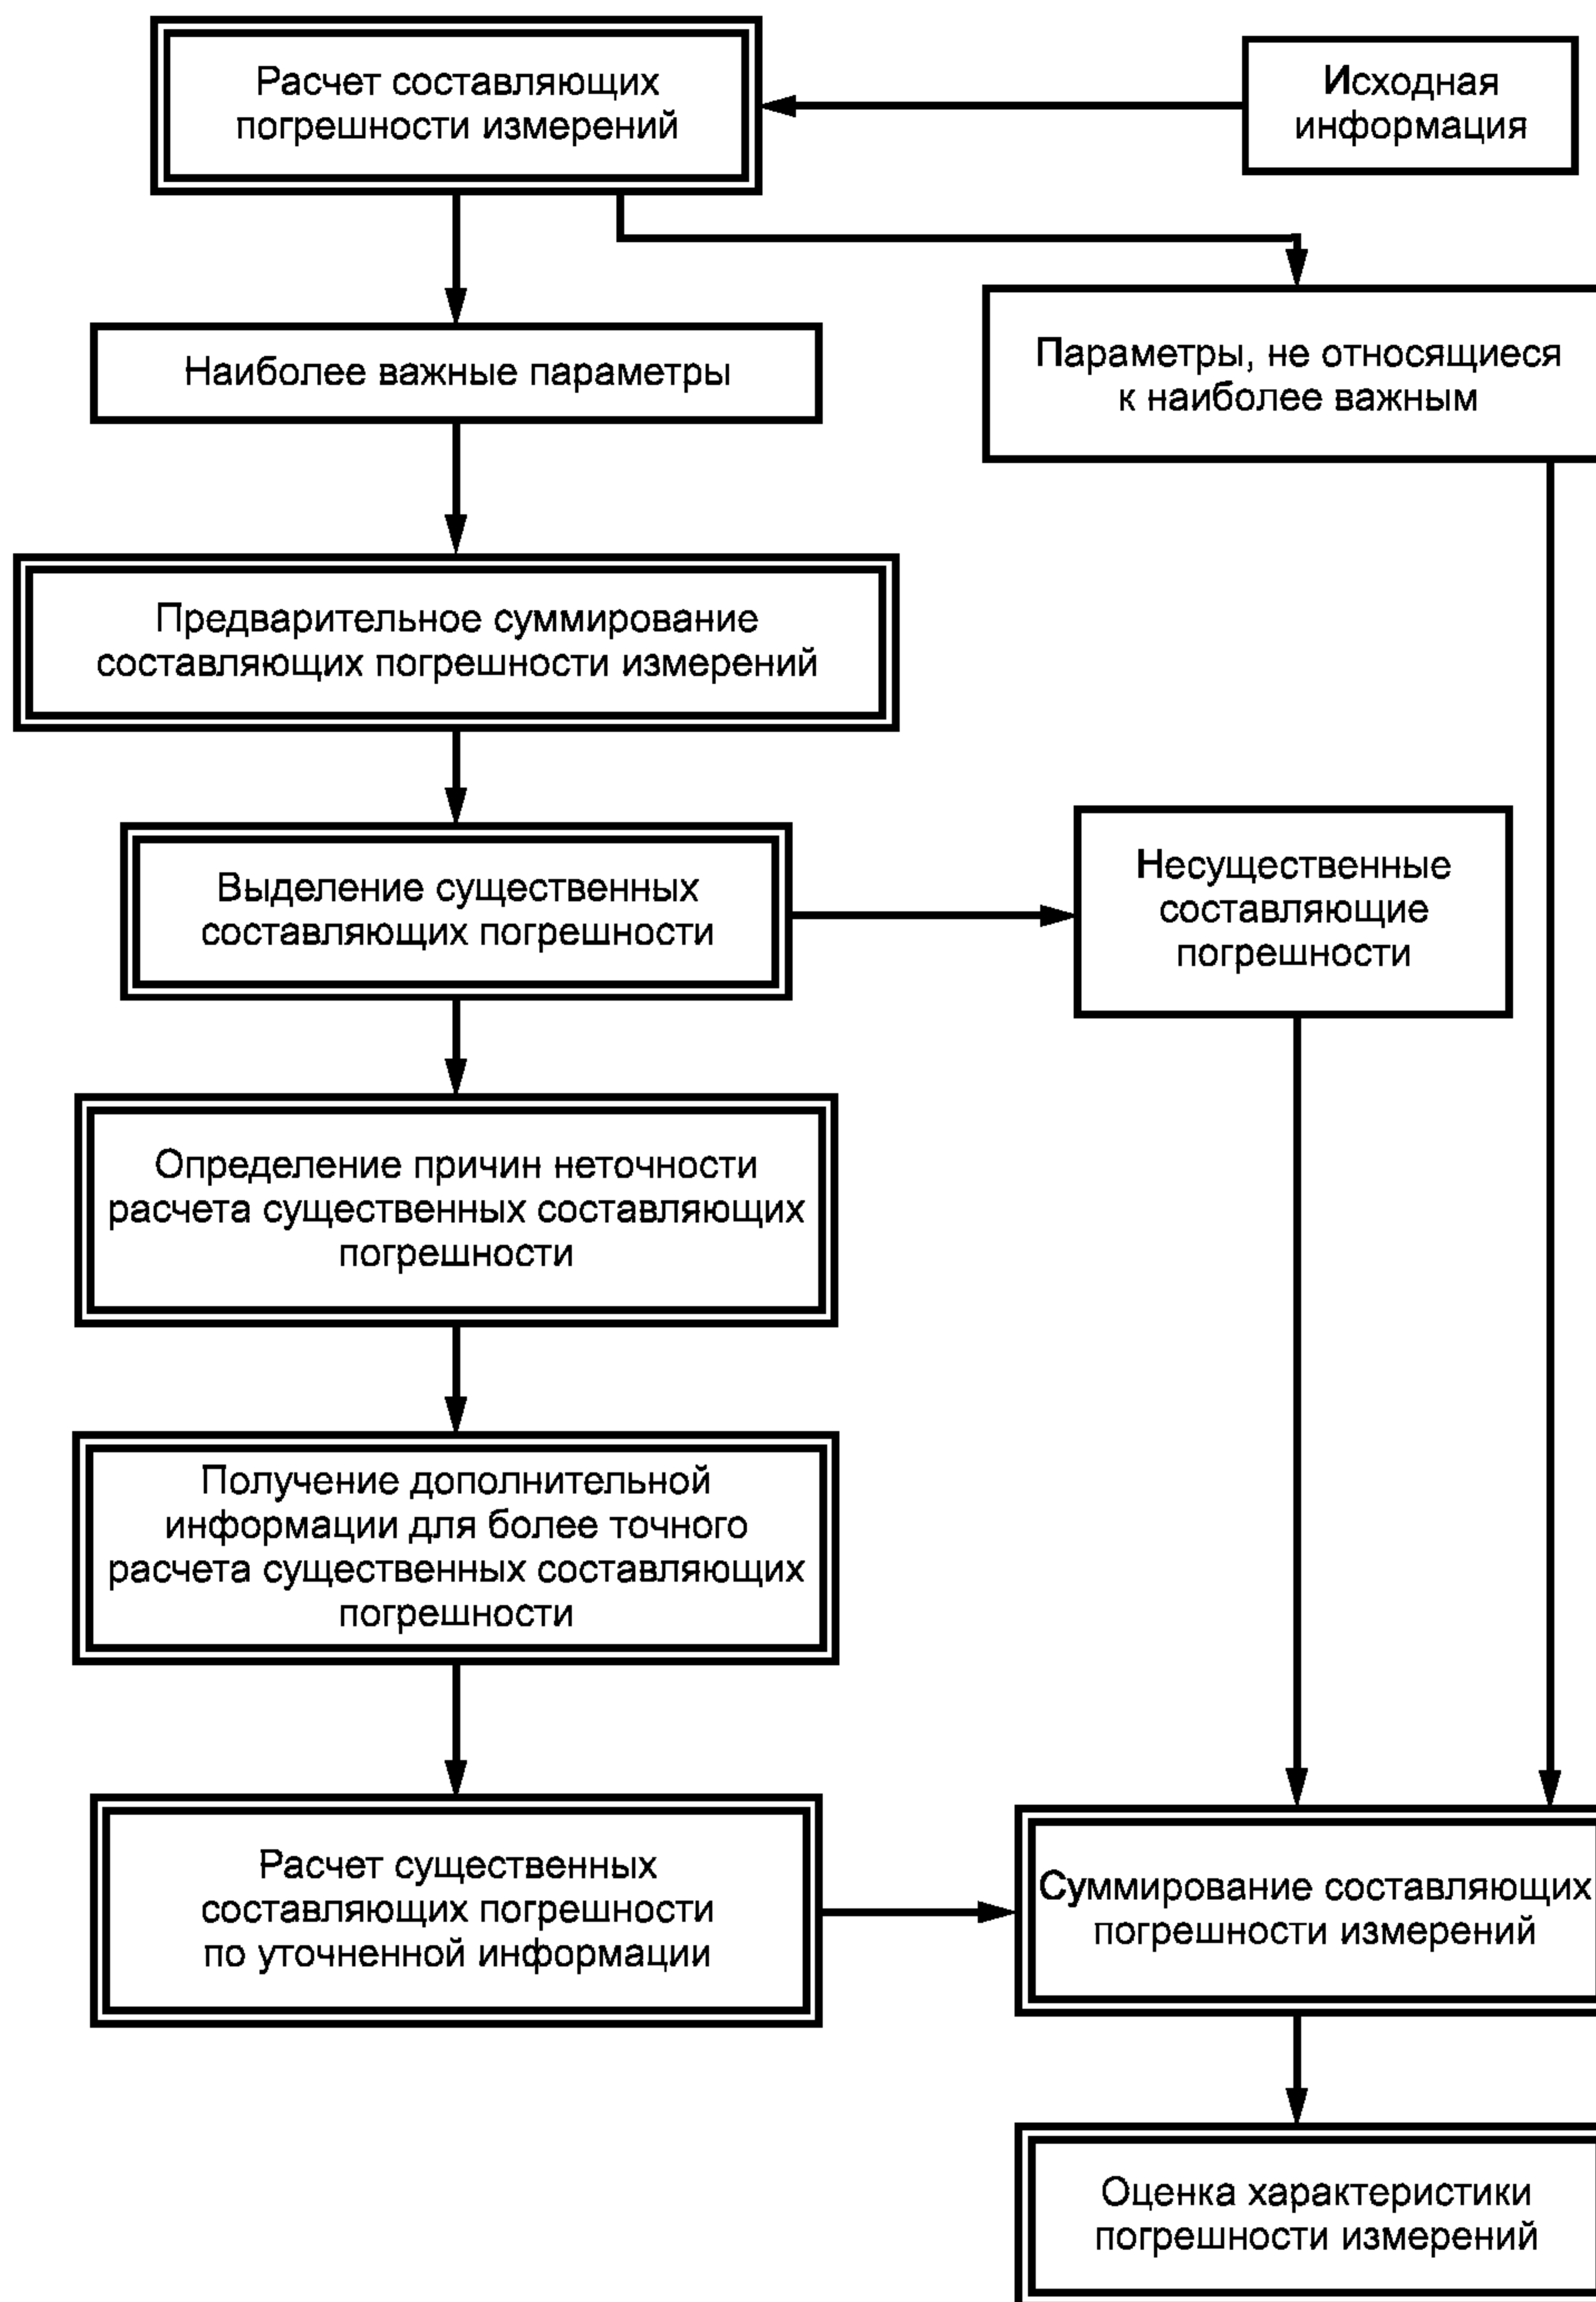 Расчет составляющих
погрешности измерений
Исходная
информация
Наиболее важные параметры
Параметры, не относящиеся
к наиболее важным
Предварительное суммирование
составляющих погрешности измерений
Выделение существенных
составляющих погрешности
Несущественные
составляющие
погрешности
Определение причин неточности
расчета существенных составляющих
погрешности
Получение дополнительной
информации для более точного
расчета существенных составляющих
погрешности
Расчет существенных
составляющих погрешности
по уточненной информации
Суммирование составляющих
погрешности измерений
Оценка характеристики
погрешности измерений